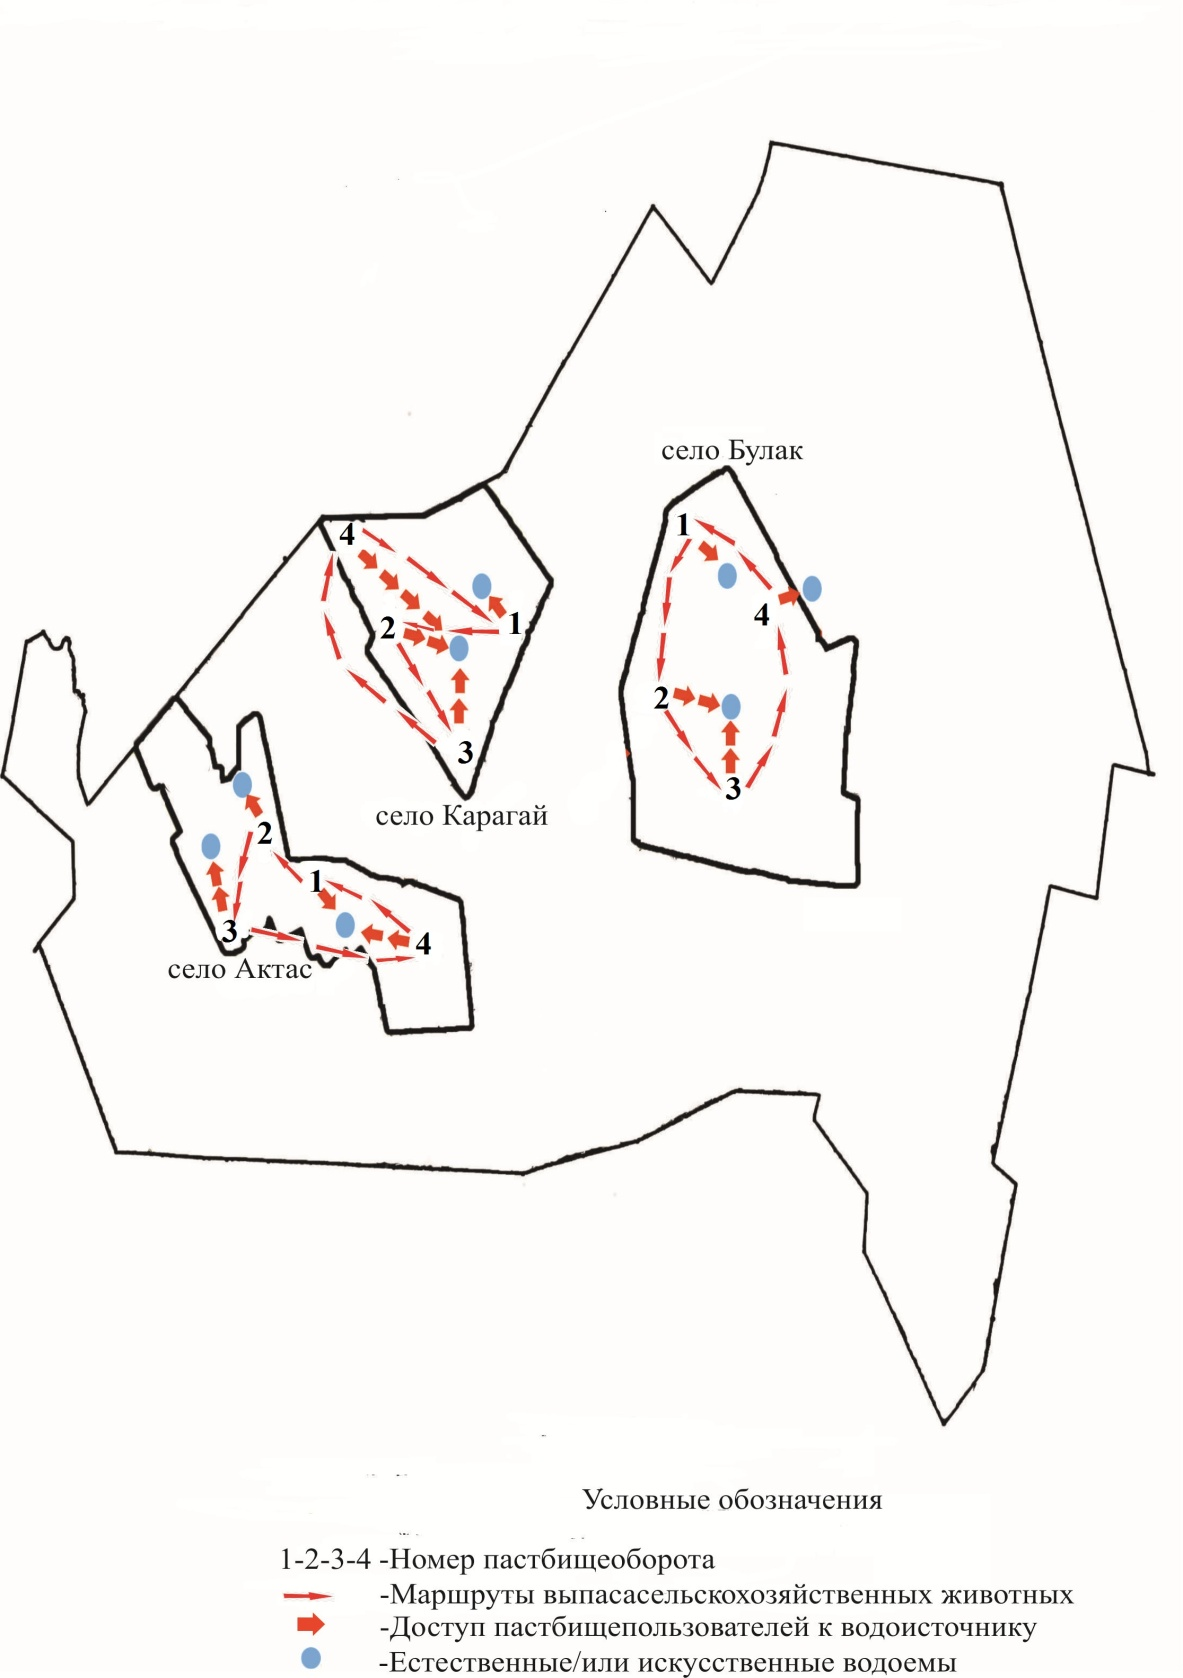 село Булак
1
4
2
3
4
2
1
3
село Карагай
2
1
3
4
село Актас
Условные обозначения
1-2-3-4 -Номер пастбищеоборота
-Маршруты выпасасельскохозяйственных животных
-Доступ пастбищепользователей к водоисточнику
-Естественные/или искусственные водоемы